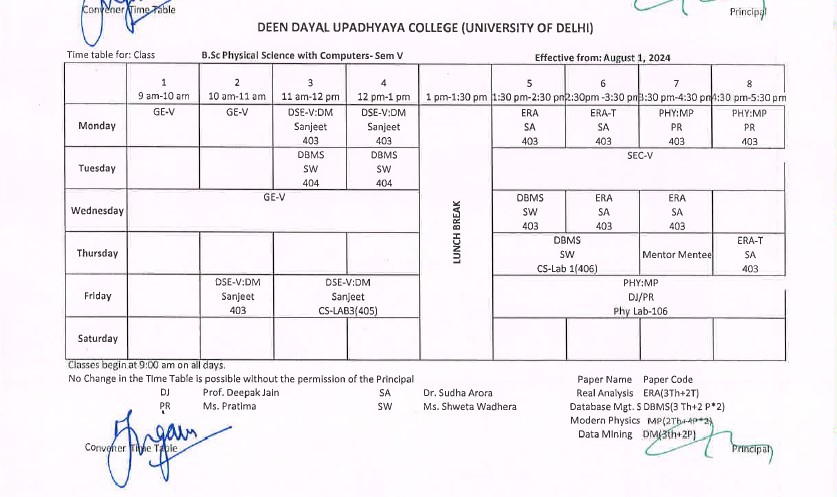 Convener Time Table Principal
DEEN DAYAL UPADHYAYA COLLEGE (UNIVERSITY OF DELHI)
Time table for: Class B.Sc Physical Science with Computers- Sem V Effective from: August 1, 2024
1 2 3 4 5 6 7 8
9 am-10 am 10 am-11 am 11 am-12 pm 12 pm-1 pm 1 pm-1:30 pm 1:30 pm-2:30 pm 2:30pm -3:30 pm 3:30 pm-4:30 pm 4:30 pm-5:30 pm
GE-V GE-V DSE-V:DM DSE-V:DM ERA ERA-T PHY:MP PHY:MP
Monday Sanjeet Sanjeet SA SA PR PR
403 403 403 403 403 403
DBMS DBMS SEC-V
Tuesday SW SW
404 404
GE-V DBMS ERA ERA
Wednesday SW SA SA
403 403 403
LUNCH BREAK
DBMS ERA-T
Thursday SW Mentor Mentee SA
CS-Lab 1(406) 403
DSE-V:DM DSE-V:DM PHY:MP
Friday Sanjeet Sanjeet DJ/PR
403 CS-LAB3(405) Phy Lab-106
Saturday
Classes begin at 9:00 am on all days.
No Change in the Time Table is possible without the permission of the Principal Paper Name Paper Code
DJ Prof. Deepak Jain SA Dr. Sudha Arora Real Analysis ERA(3Th+2T)
PR Ms. Pratima SW Ms. Shweta Wadhera Database Mgt. S DBMS(3 Th+2 P*2)
Modern Physics MP(2Th+4P*2)
Data Mining DM(3th+2P)
Convener Time Table Principal